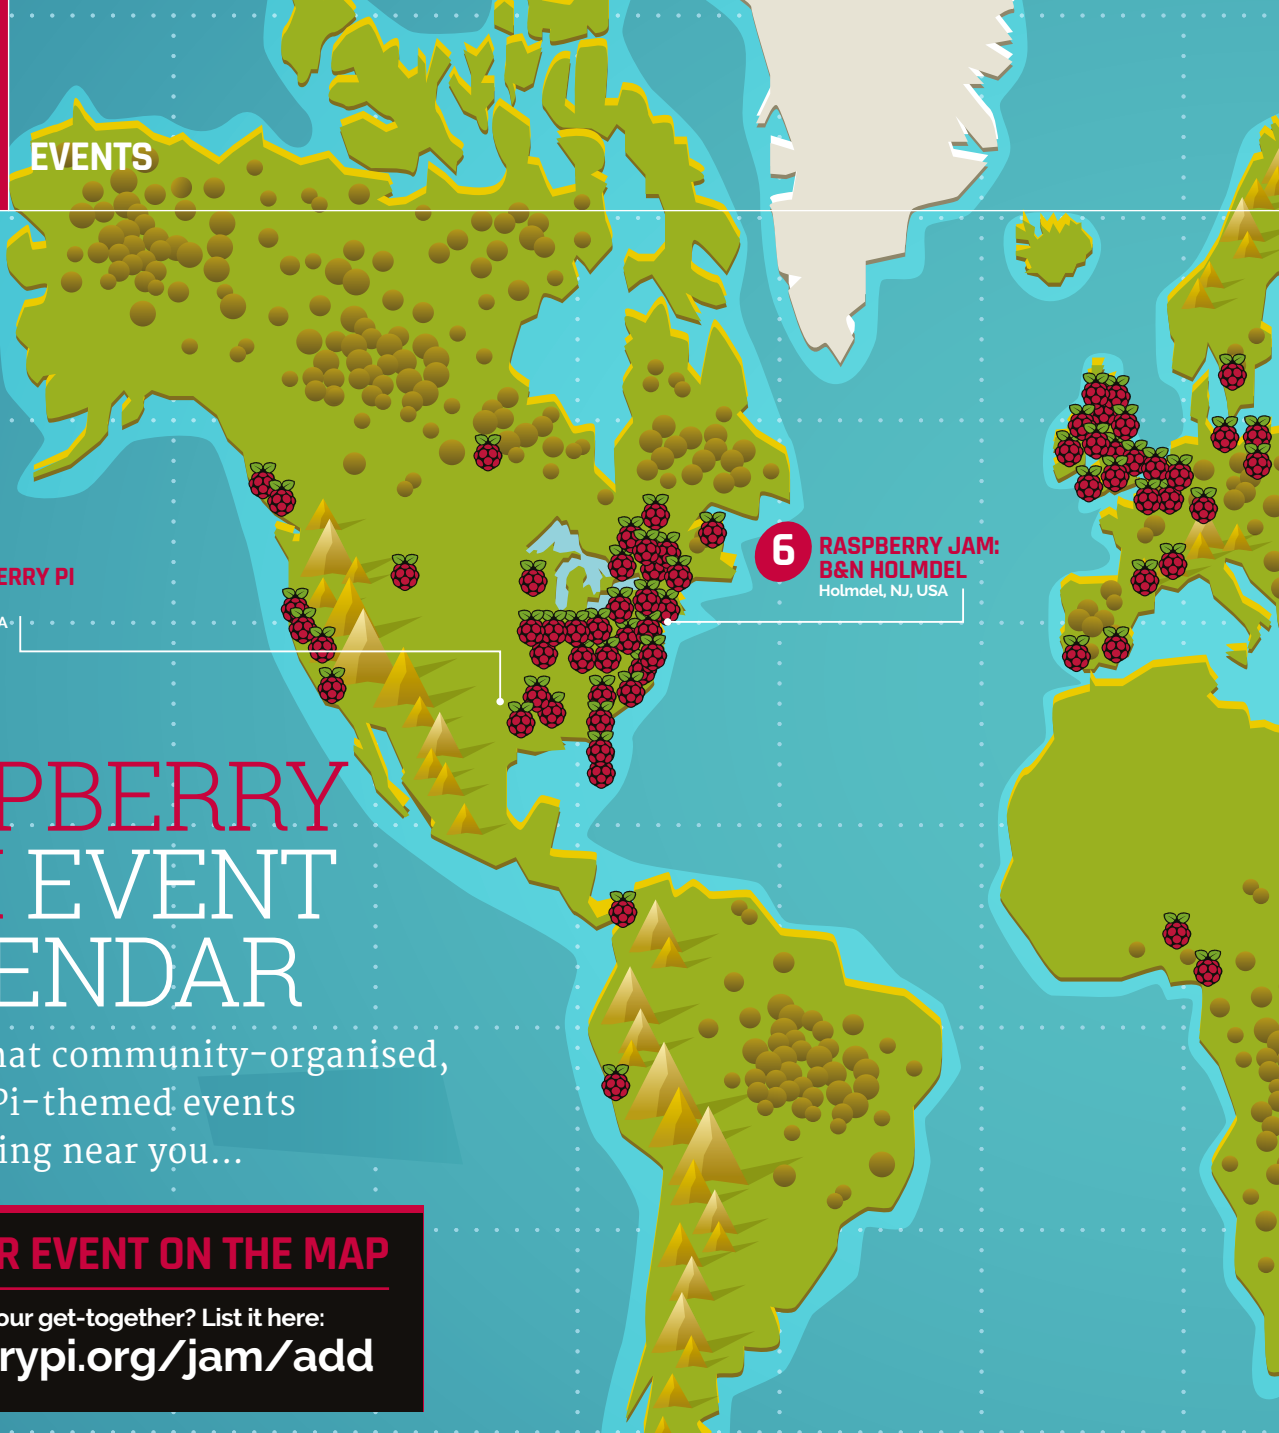 EVENTS
ERRY PI
A
6
RASPBERRY JAM:
B&N HOLMDEL
Holmdel, NJ, USA
PBERRY
EVENT
ENDAR
hat community-organised,
Pi-themed events
ing near you...
R EVENT ON THE MAP
our get-together? List it here:
rypi.org/jam/add